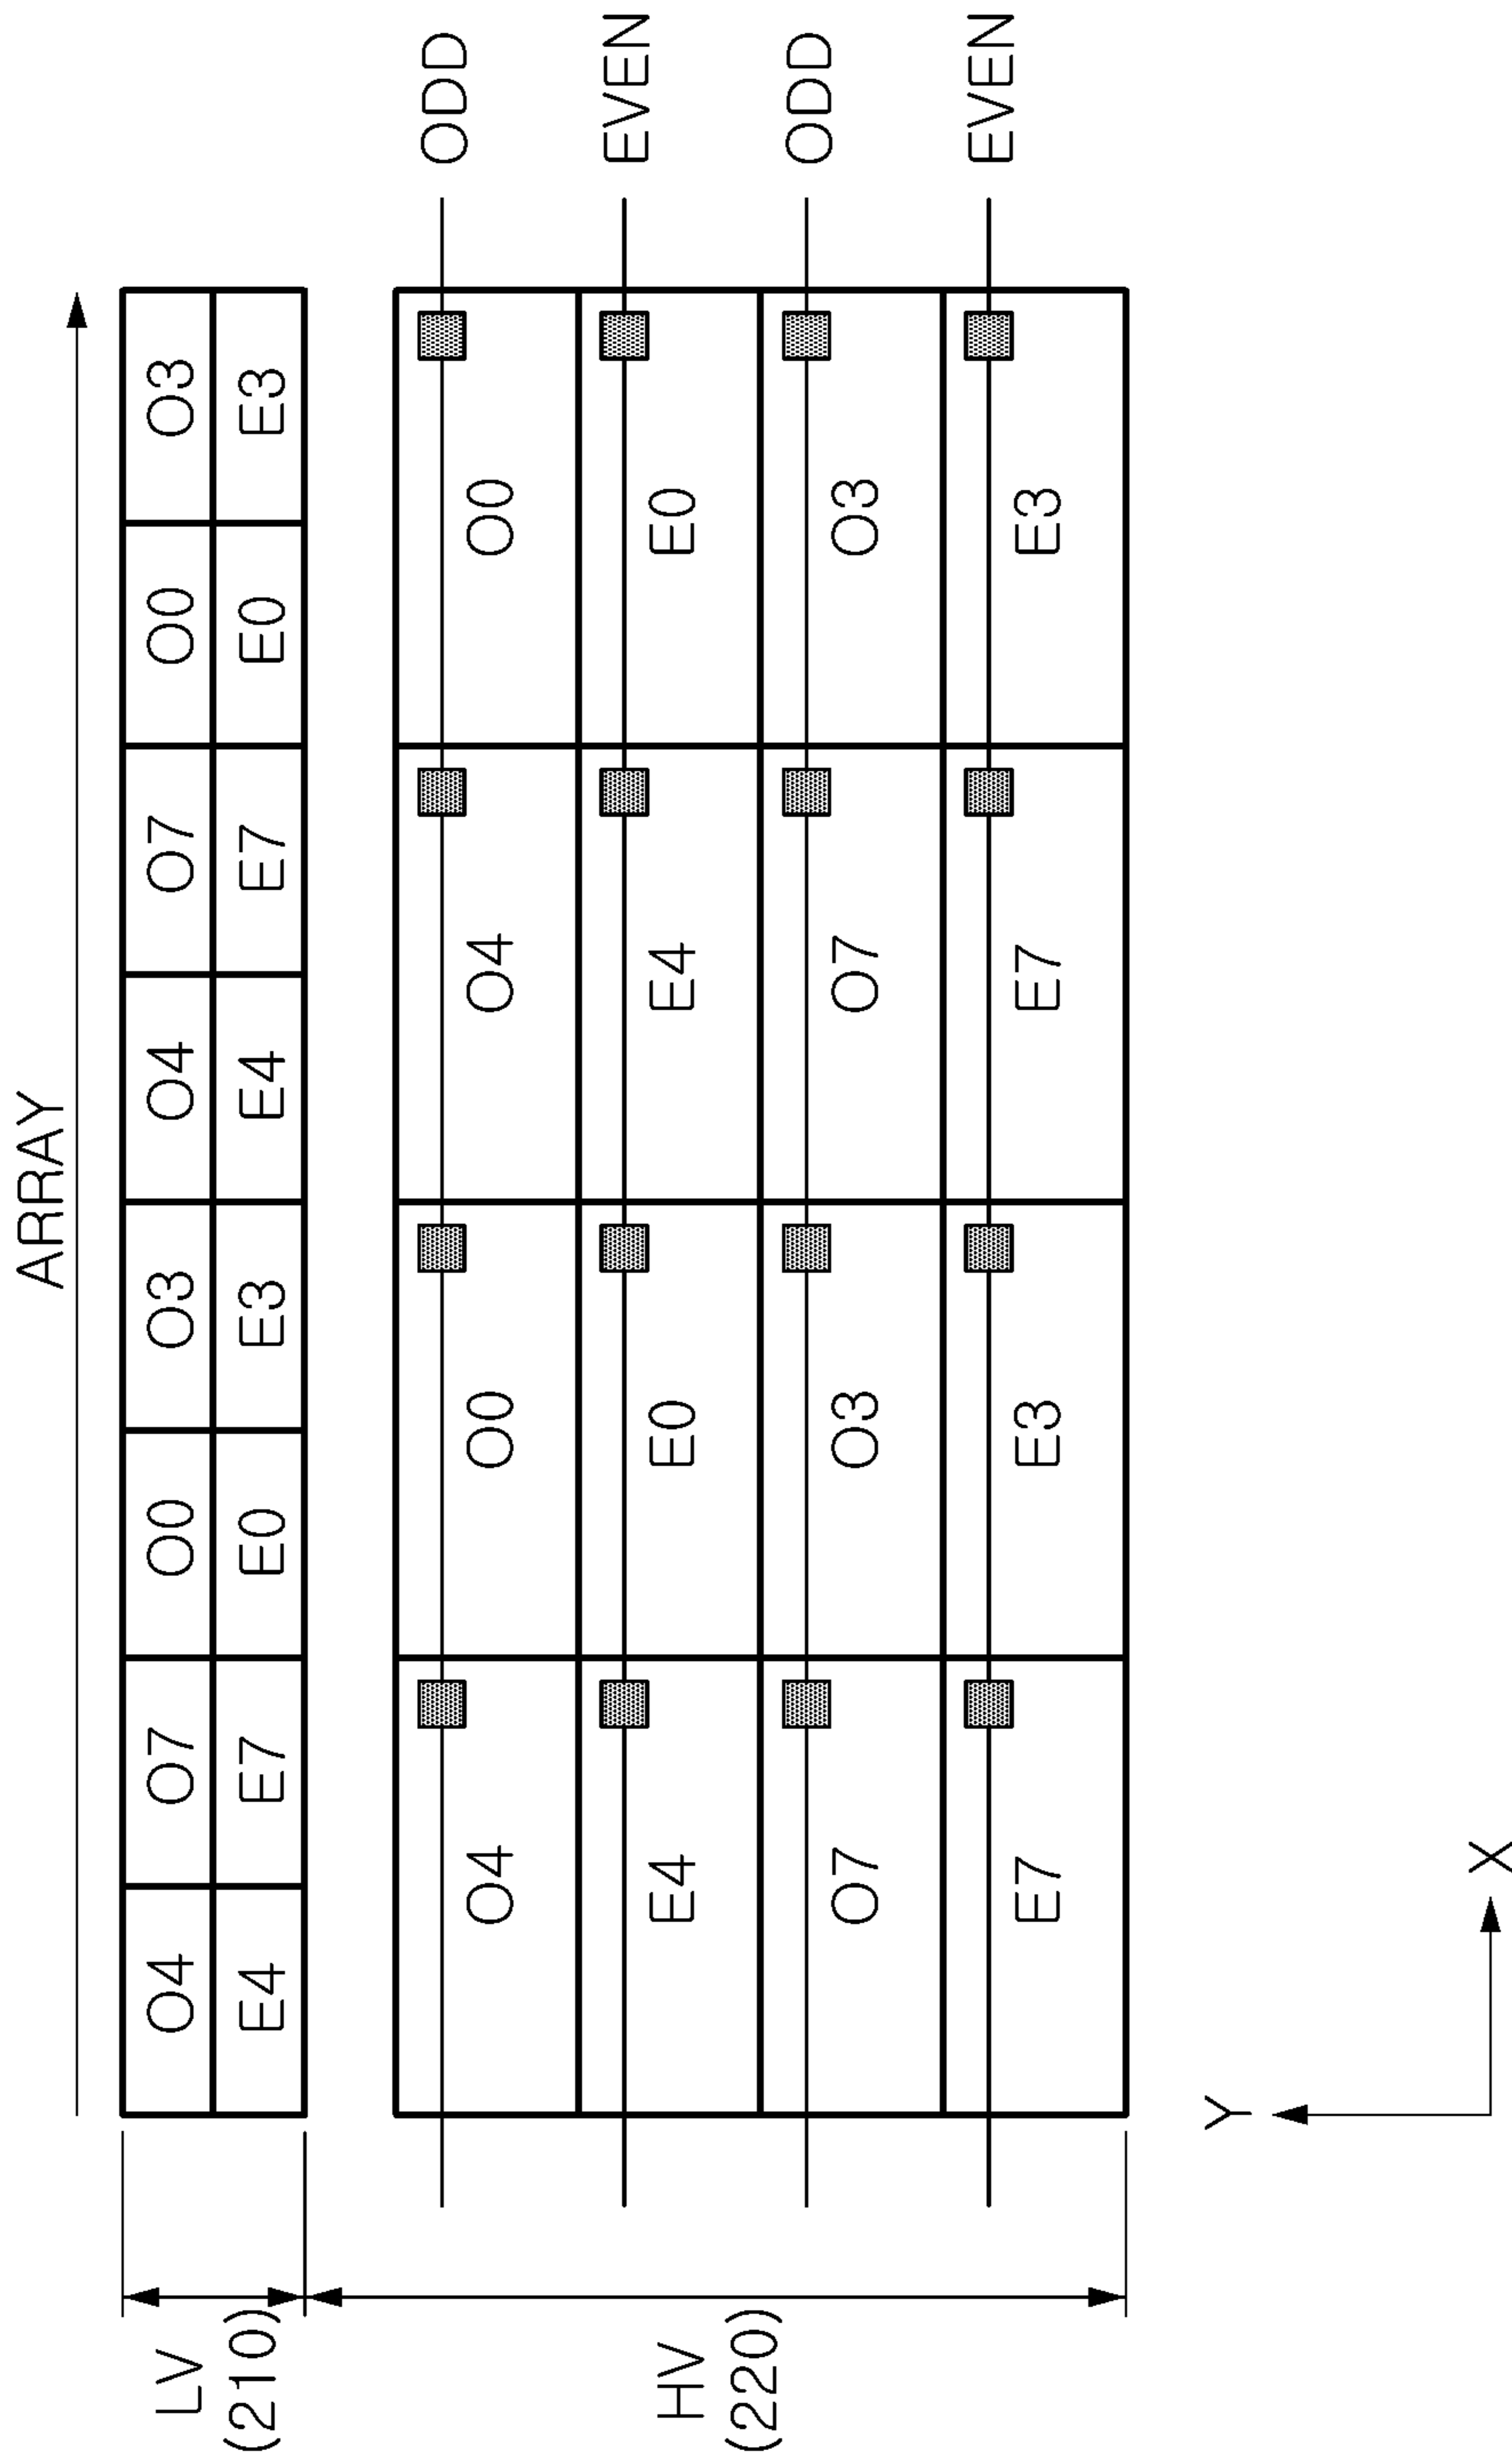 ARRAY
LV
(210)
O4 O7 O0 O3 O4 O7 O0 O3
E4 E7 E0 E3 E4 E7 E0 E3
HV
(220)
ODD
O4 O0 O4 O0
EVEN
E4 E0 E4 E0
ODD
O7 O3 O7 O3
EVEN
E7 E3 E7 E3
Y
X